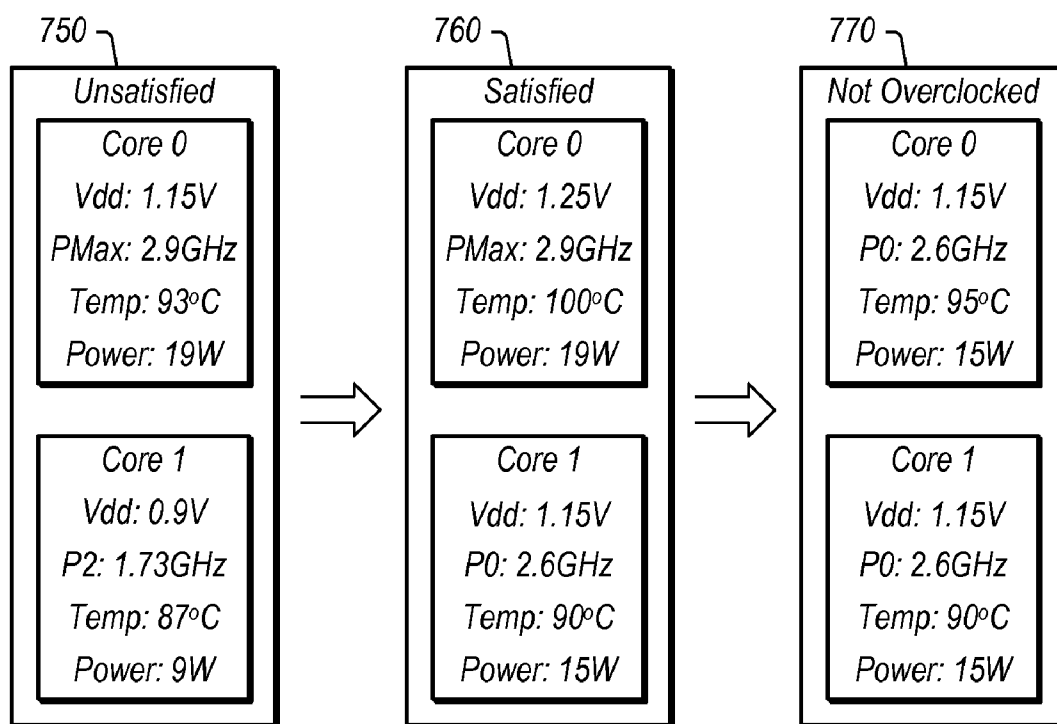 750
Unsatisfied
Core 0
Vdd: 1.15V
PMax: 2.9GHz
Temp: 93°C
Power: 19W
Core 1
Vdd: 0.9V
P2: 1.73GHz
Temp: 87°C
Power: 9W
760
Satisfied
Core 0
Vdd: 1.25V
PMax: 2.9GHz
Temp: 100°C
Power: 19W
Core 1
Vdd: 1.15V
P0: 2.6GHz
Temp: 90°C
Power: 15W
770
Not Overclocked
Core 0
Vdd: 1.15V
P0: 2.6GHz
Temp: 95°C
Power: 15W
Core 1
Vdd: 1.15V
P0: 2.6GHz
Temp: 90°C
Power: 15W